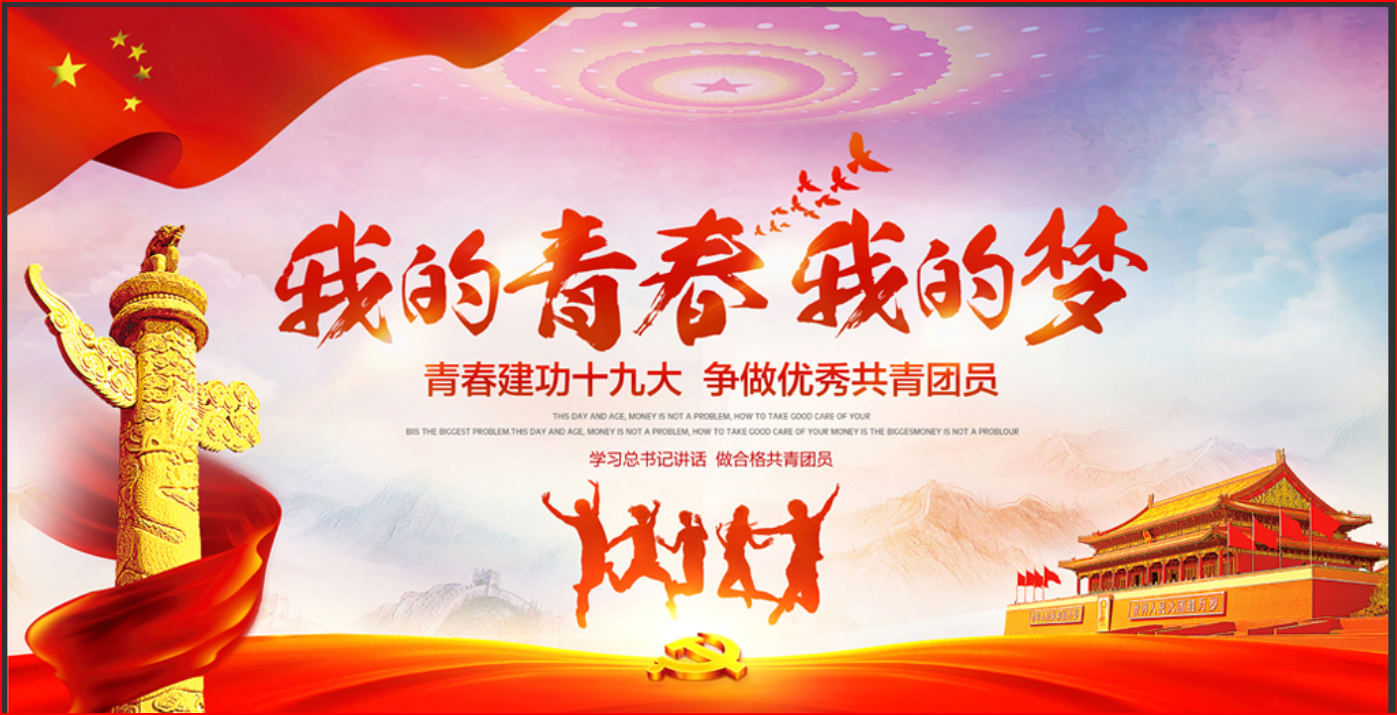 我的青春 我的梦
青春建功十九大 争做优秀共青团员
THIS DAY AND AGE, MONEY IS NOT A PROBLEM, HOW TO TAKE GOOD CARE OF YOUR
BIIS THE BIGGEST PROBLEM.THIS DAY AND AGE, MONEY IS NOT A PROBLEM, HOW TO TAKE GOOD CARE OF YOUR MONEY IS THE BIGGESMONEY IS NOT A PROBLOUR
学习总书记讲话 做合格共青团员